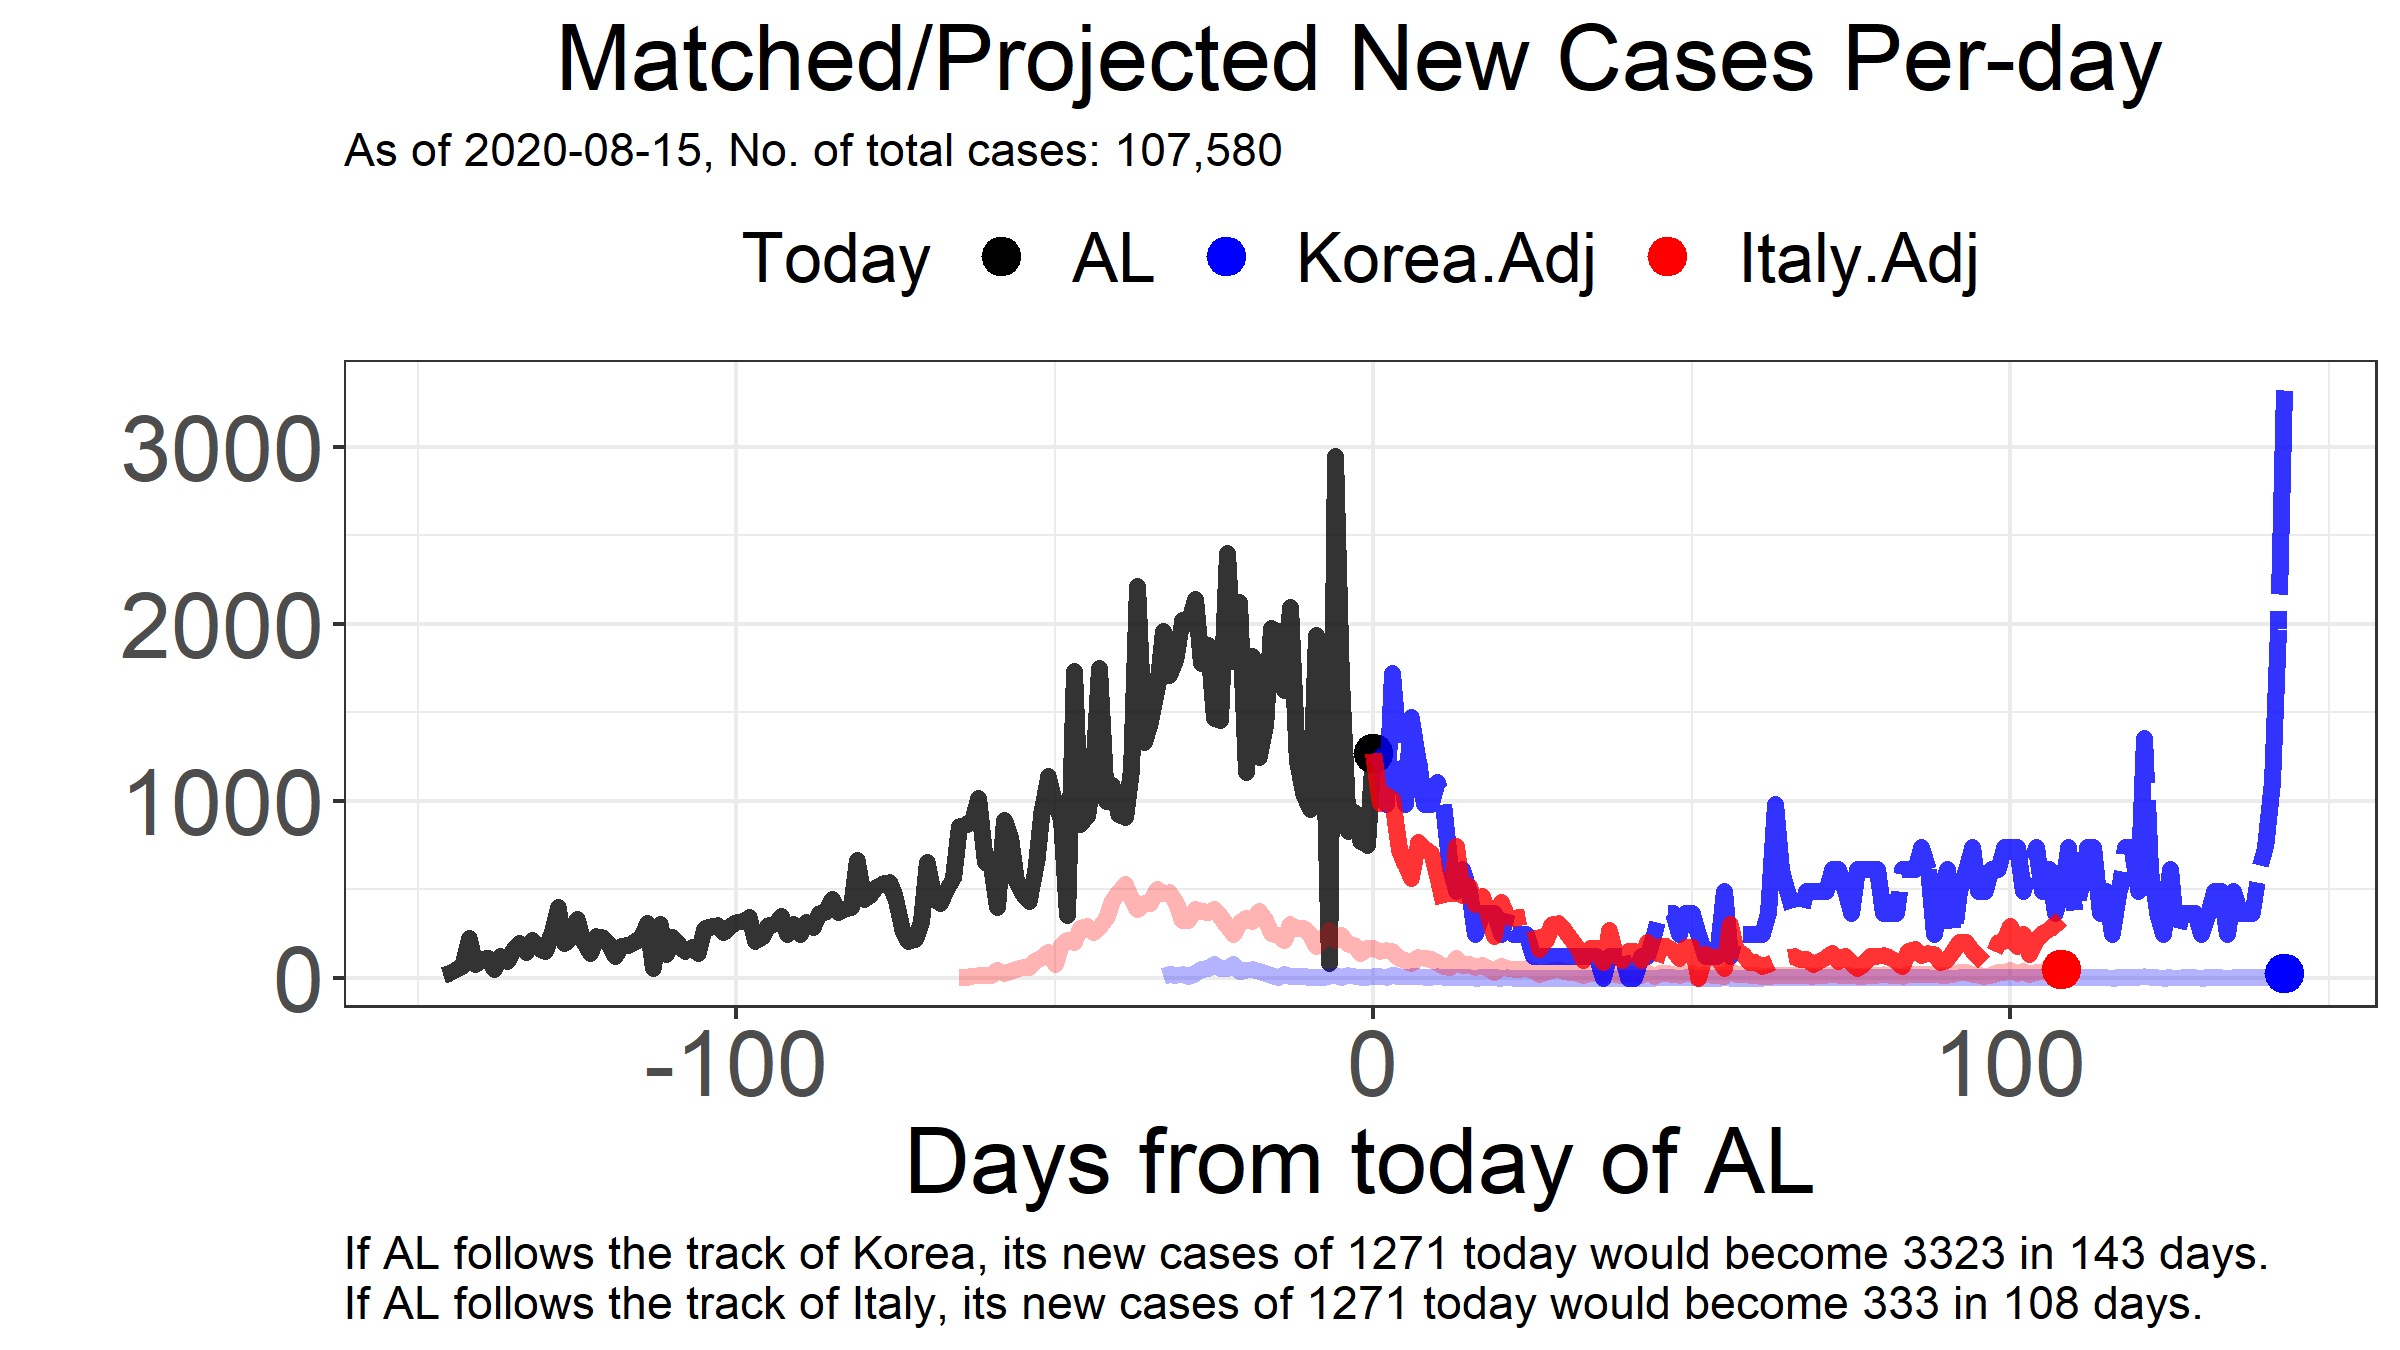 Matched/Projected New Cases Per-day
As of 2020-08-15, No. of total cases: 107,580
Today AL Korea.Adj Italy.Adj
3000
2000
1000
0
-100 0 100
Days from today of AL
If AL follows the track of Korea, its new cases of 1271 today would become 3323 in 143 days.
If AL follows the track of Italy, its new cases of 1271 today would become 333 in 108 days.